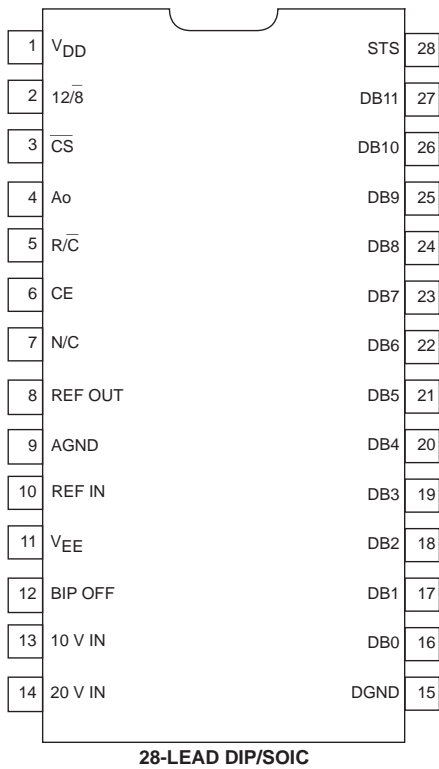 1 VDD STS 28
2 12/8̅ DB11 27
3 C̅S̅ DB10 26
4 Ao DB9 25
5 R/C̅ DB8 24
6 CE DB7 23
7 N/C DB6 22
8 REF OUT DB5 21
9 AGND DB4 20
10 REF IN DB3 19
11 VEE DB2 18
12 BIP OFF DB1 17
13 10 V IN DB0 16
14 20 V IN DGND 15
28-LEAD DIP/SOIC